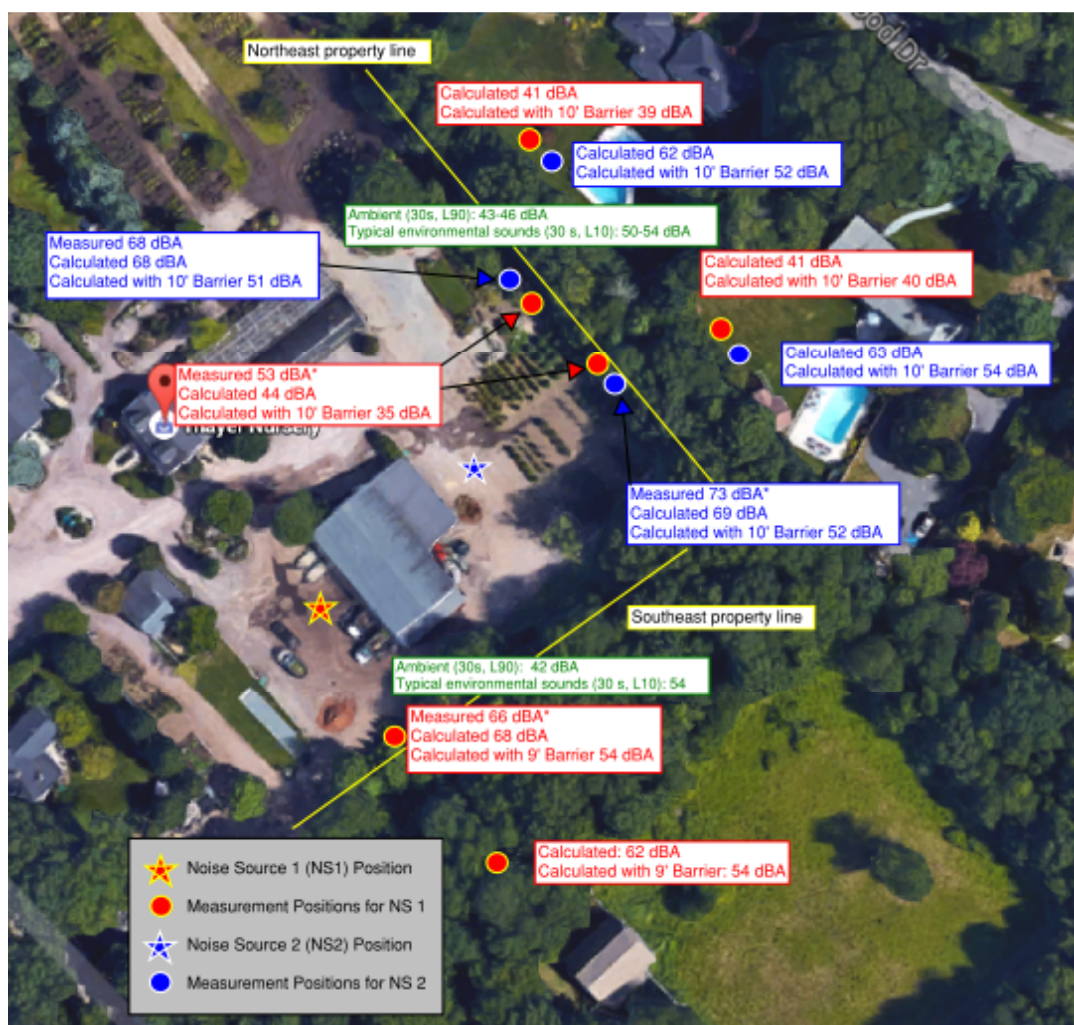 Northeast property line
ood Dr
Calculated 41 dBA
Calculated with 10' Barrier 39 dBA
Calculated 62 dBA
Calculated with 10' Barrier 52 dBA
Ambient (30s, L90): 43-46 dBA
Typical environmental sounds (30 s, L10): 50-54 dBA
Measured 68 dBA
Calculated 68 dBA
Calculated with 10' Barrier 51 dBA
Calculated 41 dBA
Calculated with 10' Barrier 40 dBA
Calculated 63 dBA
Calculated with 10' Barrier 54 dBA
Measured 53 dBA*
Calculated 44 dBA
Calculated with 10' Barrier 35 dBA
Thayer Nursery
Measured 73 dBA*
Calculated 69 dBA
Calculated with 10' Barrier 52 dBA
Southeast property line
Ambient (30s, L90): 42 dBA
Typical environmental sounds (30 s, L10): 54
Measured 66 dBA*
Calculated 68 dBA
Calculated with 9' Barrier 54 dBA
Calculated: 62 dBA
Calculated with 9' Barrier: 54 dBA
Noise Source 1 (NS1) Position
Measurement Positions for NS 1
Noise Source 2 (NS2) Position
Measurement Positions for NS 2